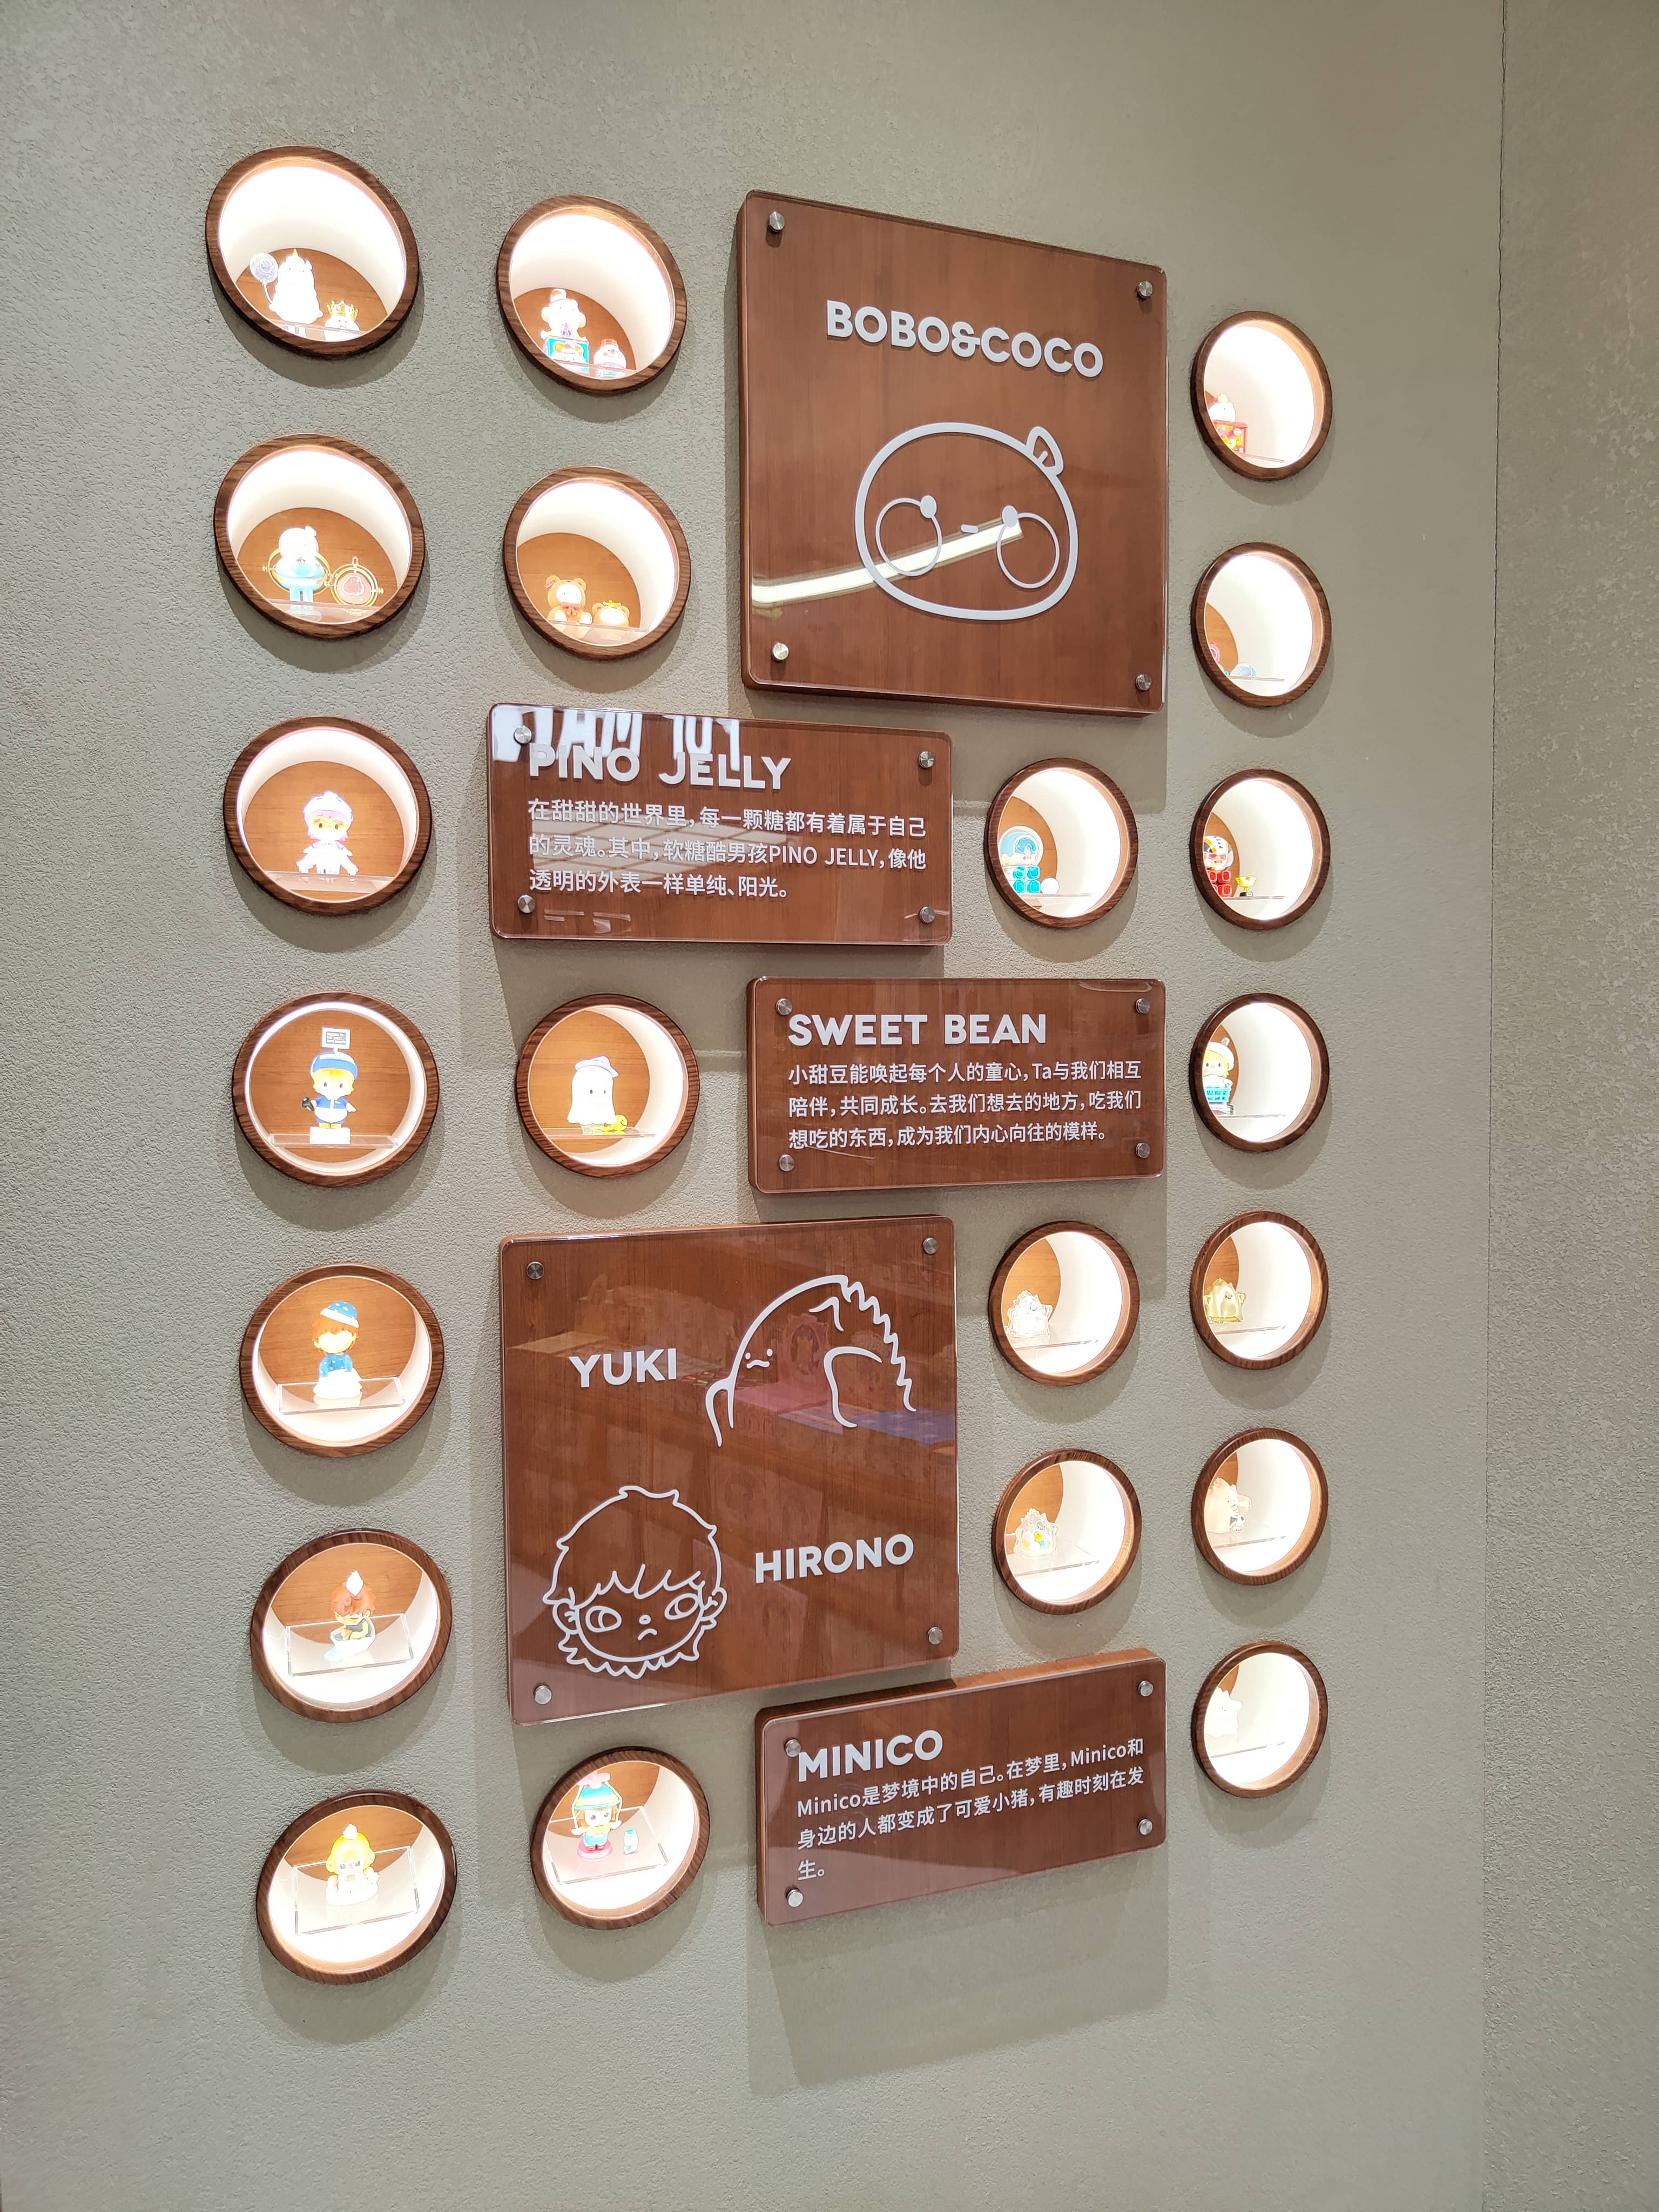 BOBO&COCO
PINO JELLY
在甜甜的世界里，每一颗糖都有着属于自己
的灵魂。其中，软糖酷男孩PINO JELLY，像他
透明的外表一样单纯、阳光。
SWEET BEAN
小甜豆能唤起每个人的童心，Ta与我们相互
陪伴，共同成长。去我们想去的地方，吃我们
想吃的东西，成为我们内心向往的模样。
YUKI
HIRONO
MINICO
Minico是梦境中的自己。在梦里，Minico和
身边的人都变成了可爱小猪，有趣时刻在发
生。